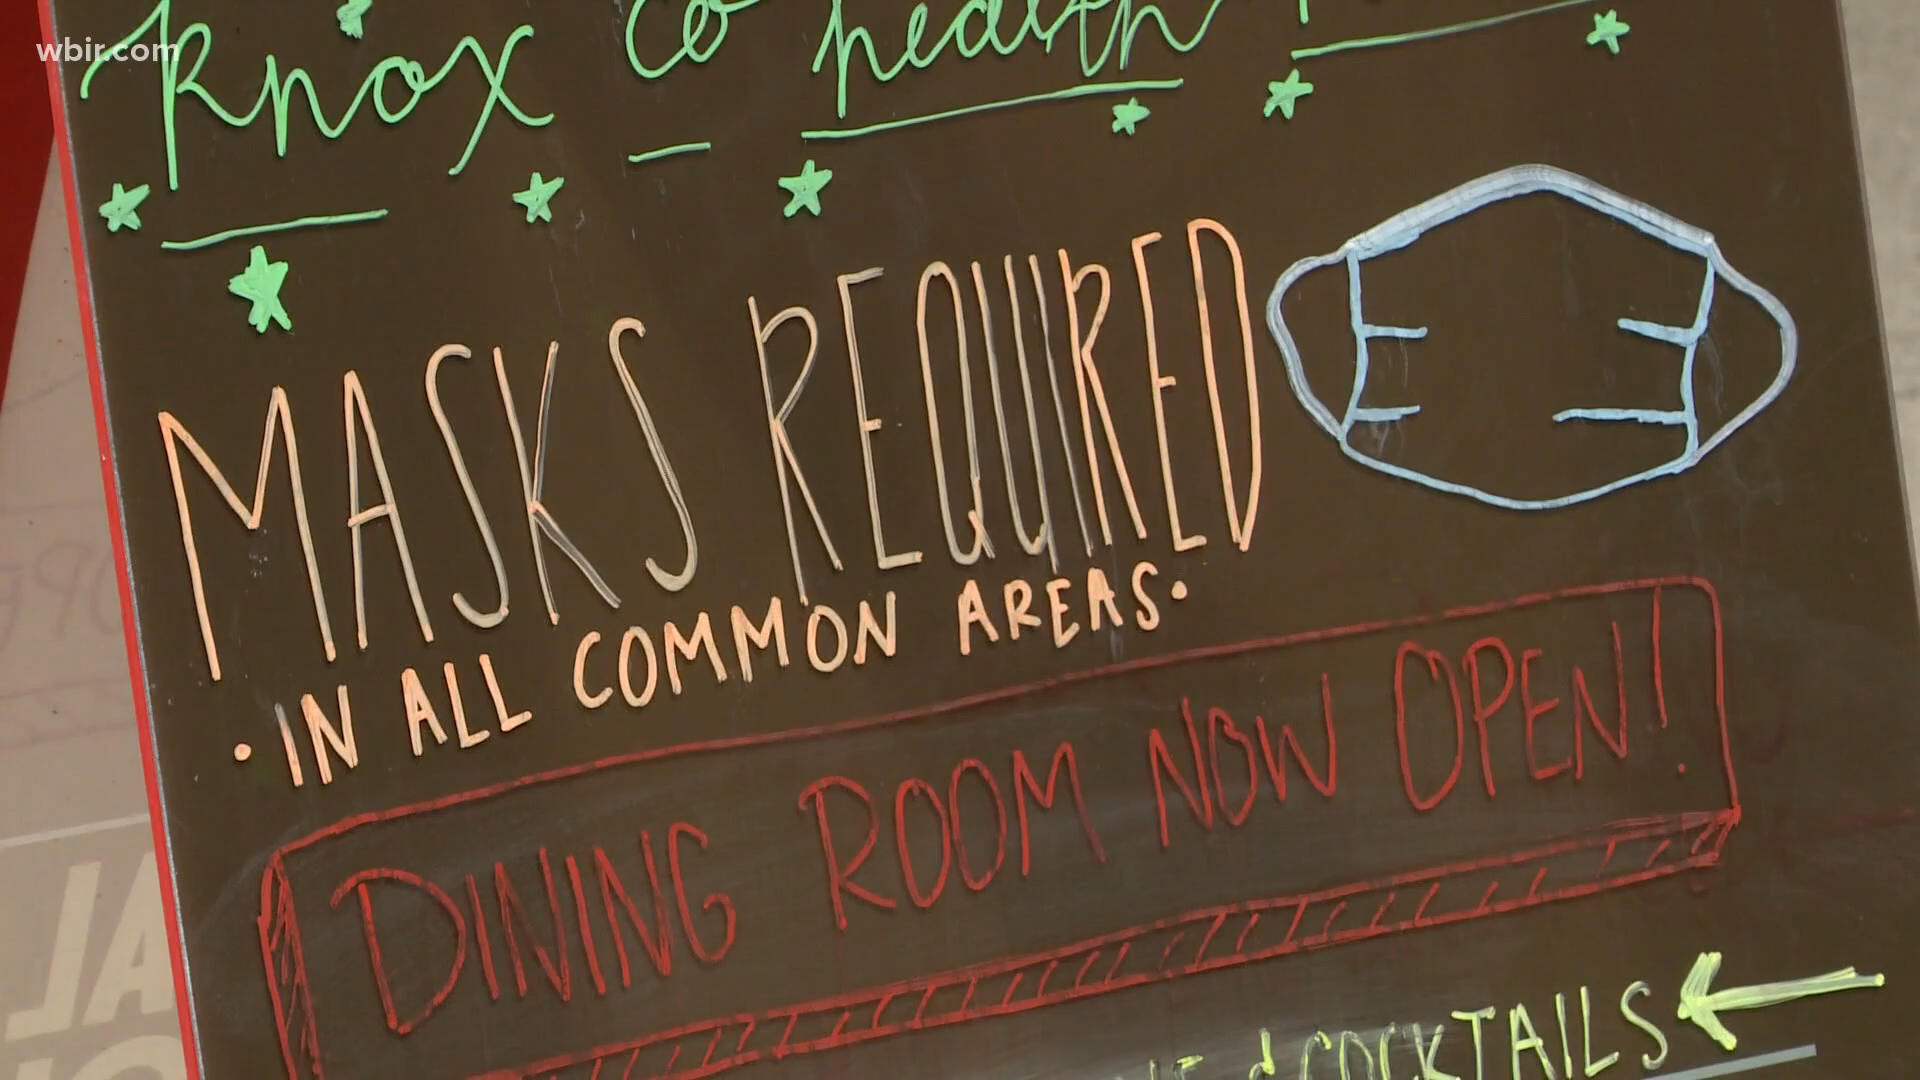 wbir.com
Knox Co health
MASKS REQUIRED
• IN ALL COMMON AREAS •
DINING ROOM NOW OPEN!
COCKTAILS